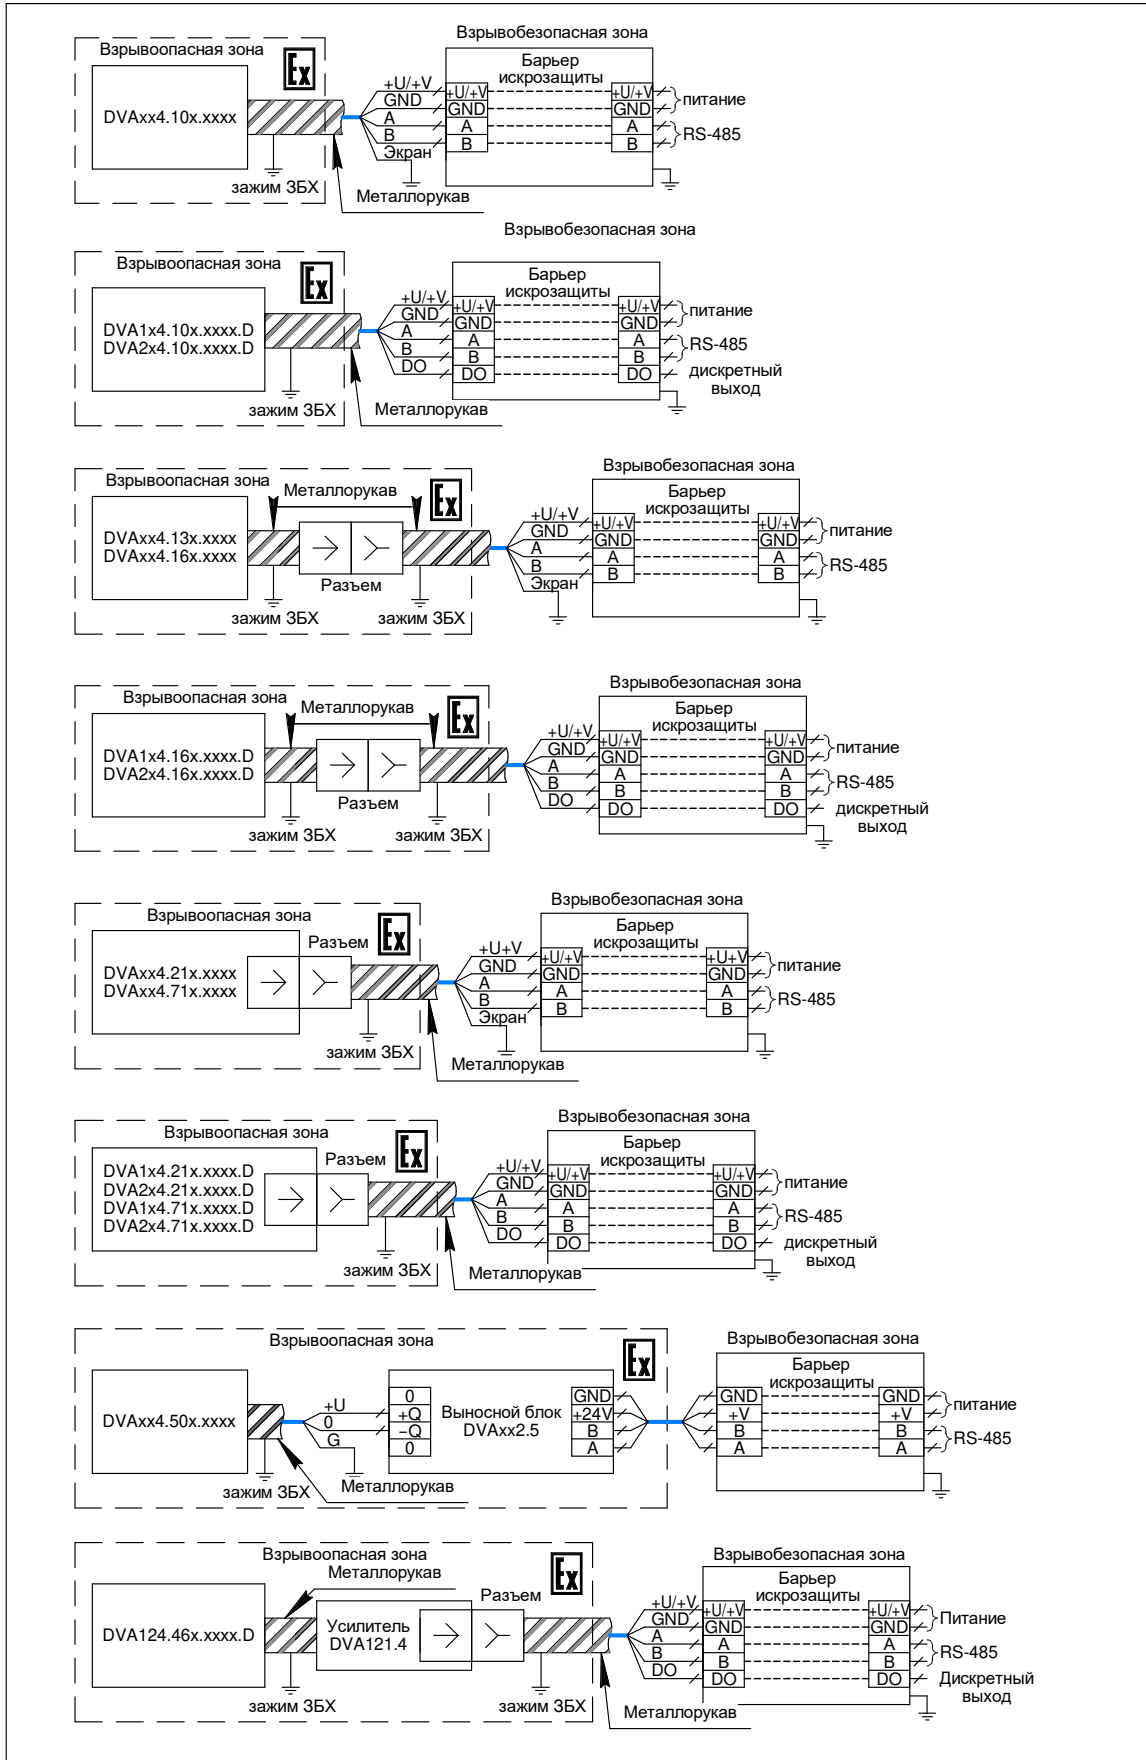 Взрывоопасная зона
Ex
Взрывобезопасная зона
Барьер
искрозащиты
DVAxx4.10x.xxxx
+U/+V
GND
A
B
Экран
+U/+V
GND
A
B
+U/+V
GND
A
B
питание
RS-485
зажим ЗБХ
Металлорукав
Взрывобезопасная зона
Взрывоопасная зона
Ex
Барьер
искрозащиты
DVA1x4.10x.xxxx.D
DVA2x4.10x.xxxx.D
+U/+V
GND
A
B
DO
+U/+V
GND
A
B
DO
+U/+V
GND
A
B
DO
питание
RS-485
дискретный
выход
зажим ЗБХ
Металлорукав
Взрывобезопасная зона
Взрывоопасная зона
Металлорукав
Ex
Барьер
искрозащиты
DVAxx4.13x.xxxx
DVAxx4.16x.xxxx
Разъем
+U/+V
GND
A
B
Экран
+U/+V
GND
A
B
+U/+V
GND
A
B
питание
RS-485
зажим ЗБХ
зажим ЗБХ
Взрывобезопасная зона
Взрывоопасная зона
Металлорукав
Ex
Барьер
искрозащиты
DVA1x4.16x.xxxx.D
DVA2x4.16x.xxxx.D
Разъем
+U/+V
GND
A
B
DO
+U/+V
GND
A
B
DO
+U/+V
GND
A
B
DO
питание
RS-485
дискретный
выход
зажим ЗБХ
зажим ЗБХ
Взрывобезопасная зона
Взрывоопасная зона
Разъем
Ex
Барьер
искрозащиты
DVAxx4.21x.xxxx
DVAxx4.71x.xxxx
+U+V
GND
A
B
Экран
+U/+V
GND
A
B
+U+V
GND
A
B
питание
RS-485
зажим ЗБХ
Металлорукав
Взрывобезопасная зона
Взрывоопасная зона
Разъем
Ex
Барьер
искрозащиты
DVA1x4.21x.xxxx.D
DVA2x4.21x.xxxx.D
DVA1x4.71x.xxxx.D
DVA2x4.71x.xxxx.D
+U/+V
GND
A
B
DO
+U/+V
GND
A
B
DO
+U/+V
GND
A
B
DO
питание
RS-485
дискретный
выход
зажим ЗБХ
Металлорукав
Взрывоопасная зона
Ex
Взрывобезопасная зона
Барьер
искрозащиты
DVAxx4.50x.xxxx
+U
0
G
0
+Q
–Q
0
Выносной блок
DVAxx2.5
GND
+24V
B
A
GND
+V
B
A
GND
+V
B
A
питание
RS-485
зажим ЗБХ
Металлорукав
Взрывоопасная зона
Металлорукав
Разъем
Ex
Взрывобезопасная зона
Барьер
искрозащиты
DVA124.46x.xxxx.D
Усилитель
DVA121.4
+U/+V
GND
A
B
DO
+U/+V
GND
A
B
DO
+U/+V
GND
A
B
DO
Питание
RS-485
Дискретный
выход
зажим ЗБХ
зажим ЗБХ
Металлорукав